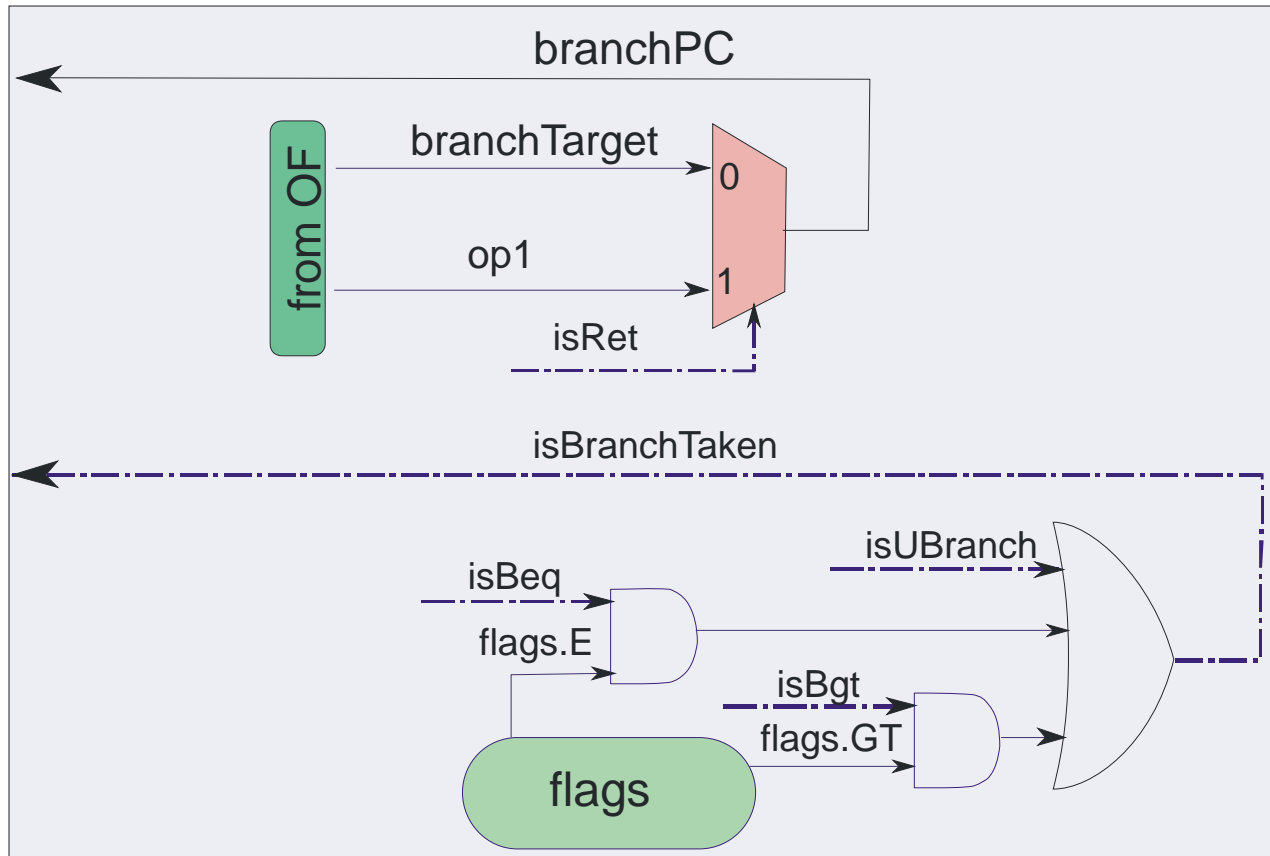 branchPC
branchTarget
from OF
0
op1
1
isRet
isBranchTaken
isUBranch
isBeq
flags.E
isBgt
flags.GT
flags